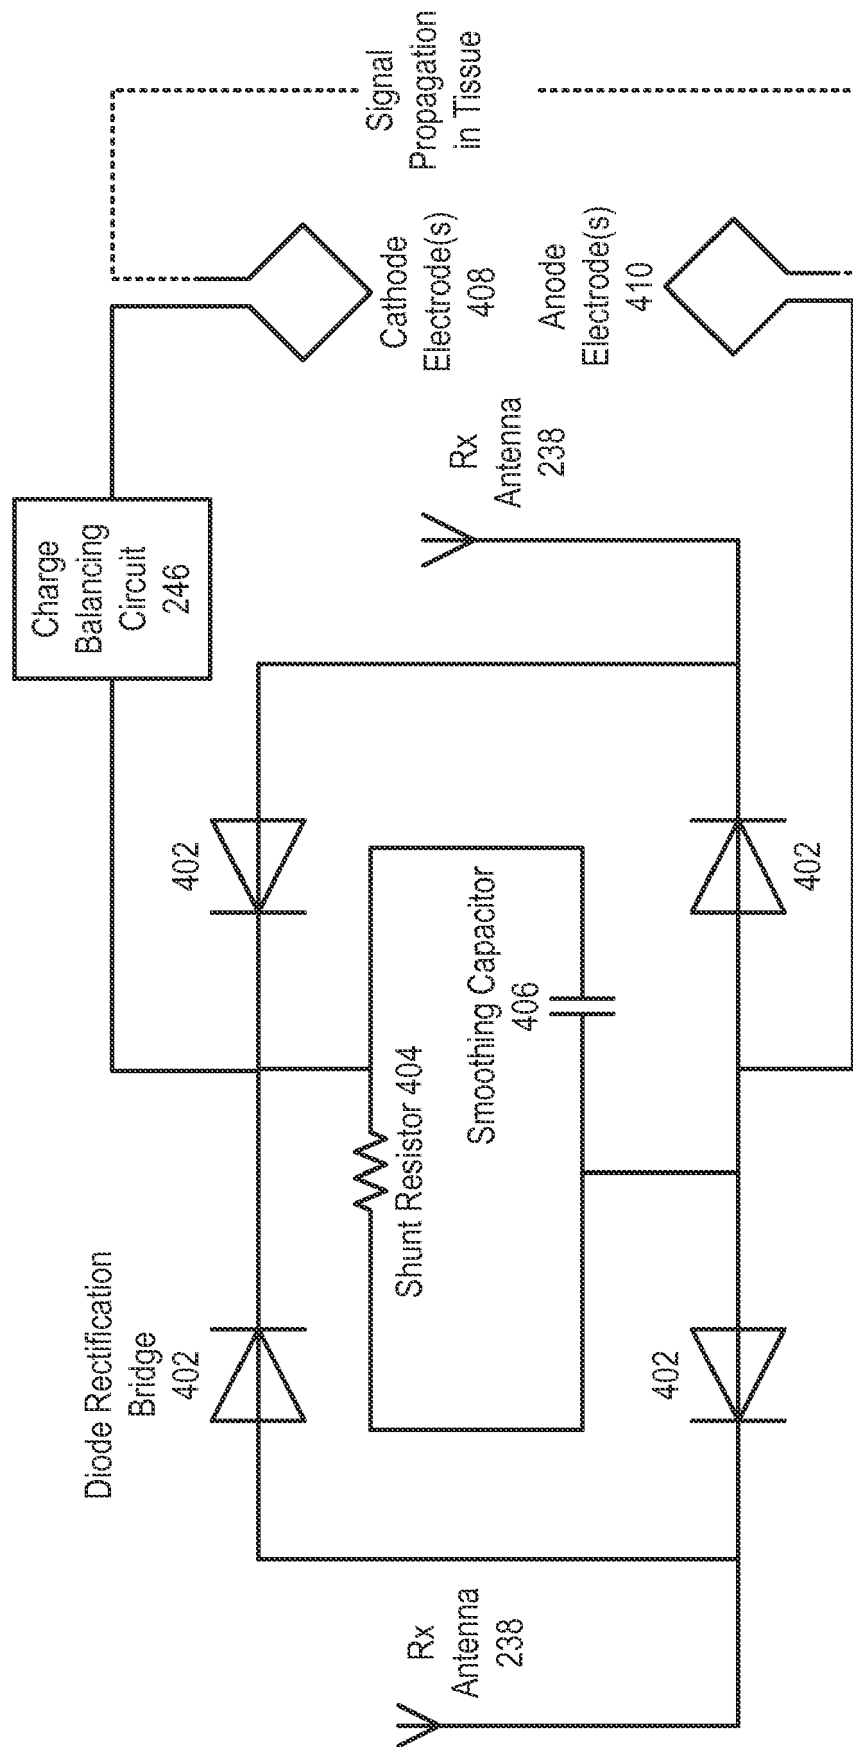 Diode Rectification
Bridge
402
402
Charge
Balancing
Circuit
246
Signal
Propagation
in Tissue
Cathode
Electrode(s)
408
Anode
Electrode(s)
410
Rx
Antenna
238
Shunt Resistor 404
Smoothing Capacitor
406
Rx
Antenna
238
402
402